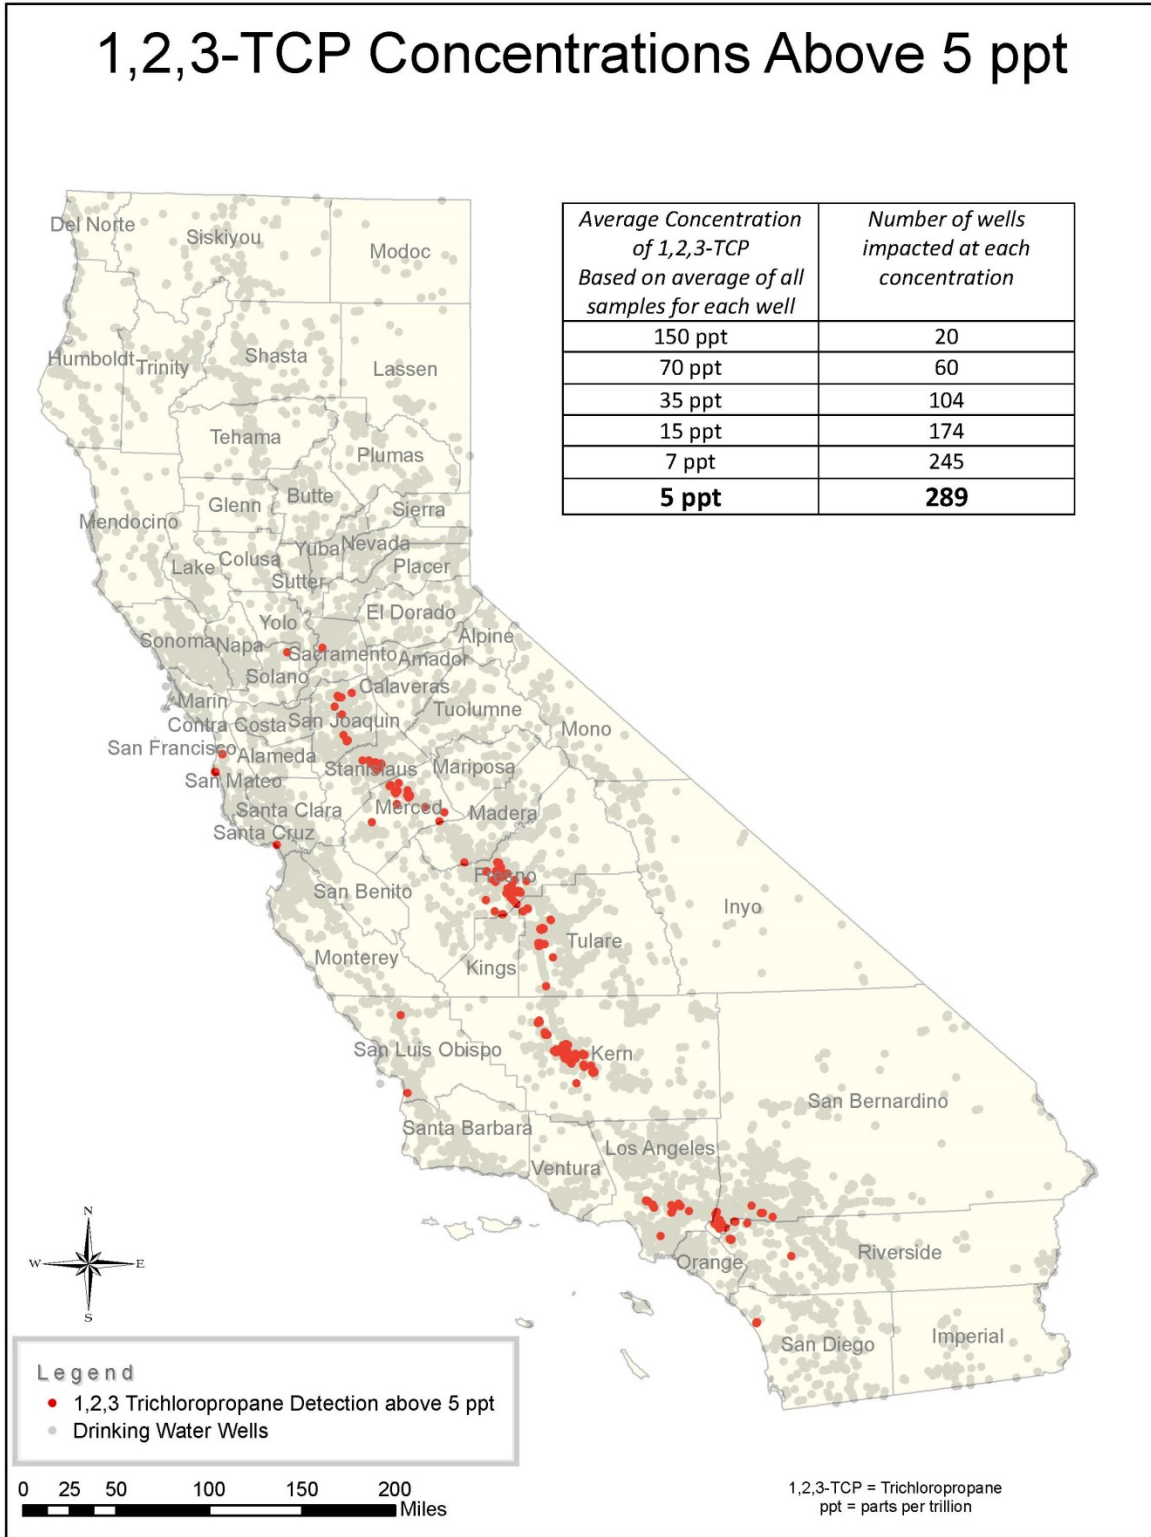 1,2,3-TCP Concentrations Above 5 ppt
Average Concentration
of 1,2,3-TCP
Based on average of all
samples for each well
Number of wells
impacted at each
concentration
150 ppt 20
70 ppt 60
35 ppt 104
15 ppt 174
7 ppt 245
5 ppt 289
Del Norte
Siskiyou
Modoc
Humboldt
Trinity
Shasta
Lassen
Tehama
Plumas
Glenn
Butte
Sierra
Mendocino
Lake
Colusa
Yuba
Nevada
Sutter
Placer
Yolo
El Dorado
Sonoma
Napa
Sacramento
Amador
Alpine
Solano
Marin
Calaveras
Contra Costa
San Joaquin
Tuolumne
Mono
San Francisco
Alameda
Stanislaus
Mariposa
San Mateo
Santa Clara
Merced
Madera
Santa Cruz
San Benito
Fresno
Inyo
Monterey
Kings
Tulare
San Luis Obispo
Kern
San Bernardino
Santa Barbara
Ventura
Los Angeles
Orange
Riverside
San Diego
Imperial
N
W E
S
Legend
1,2,3 Trichloropropane Detection above 5 ppt
Drinking Water Wells
0 25 50 100 150 200
Miles
1,2,3-TCP = Trichloropropane
ppt = parts per trillion